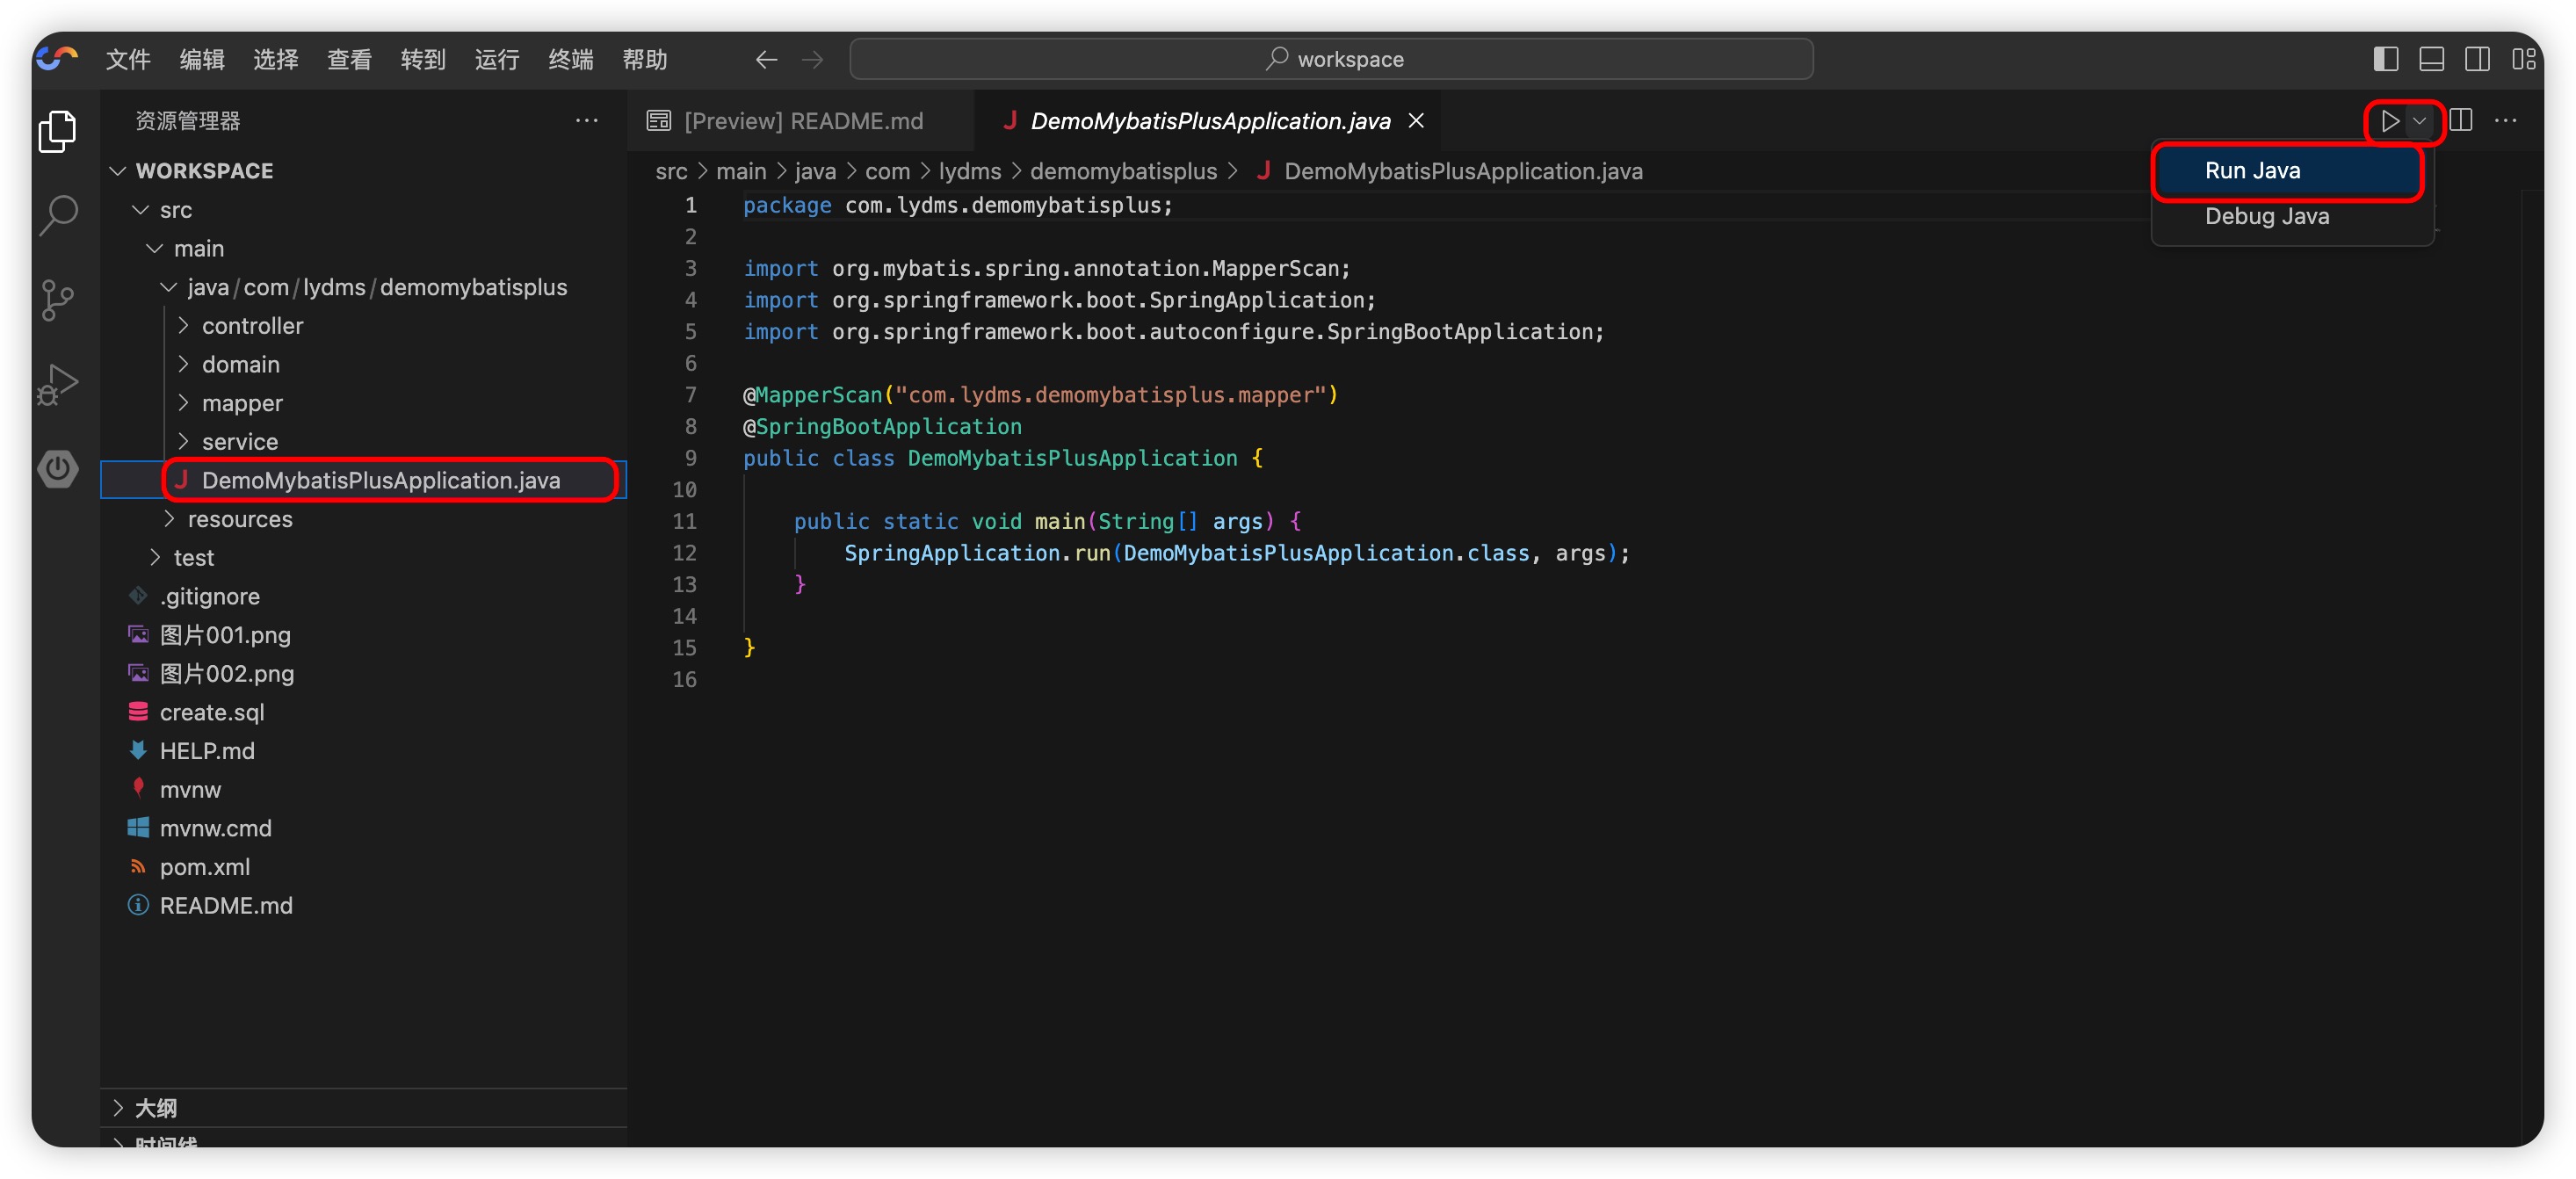 文件 编辑 选择 查看 转到 运行 终端 帮助 workspace
资源管理器
[Preview] README.md
DemoMybatisPlusApplication.java
WORKSPACE
src
main
java/com/lydms/demomybatisplus
controller
domain
mapper
service
DemoMybatisPlusApplication.java
resources
test
.gitignore
图片001.png
图片002.png
create.sql
HELP.md
mvnw
mvnw.cmd
pom.xml
README.md
大纲
时间线
src > main > java > com > lydms > demomybatisplus > DemoMybatisPlusApplication.java
Run Java
Debug Java
1 package com.lydms.demomybatisplus;
2
3 import org.mybatis.spring.annotation.MapperScan;
4 import org.springframework.boot.SpringApplication;
5 import org.springframework.boot.autoconfigure.SpringBootApplication;
6
7 @MapperScan("com.lydms.demomybatisplus.mapper")
8 @SpringBootApplication
9 public class DemoMybatisPlusApplication {
10
11 public static void main(String[] args) {
12 SpringApplication.run(DemoMybatisPlusApplication.class, args);
13 }
14
15 }
16